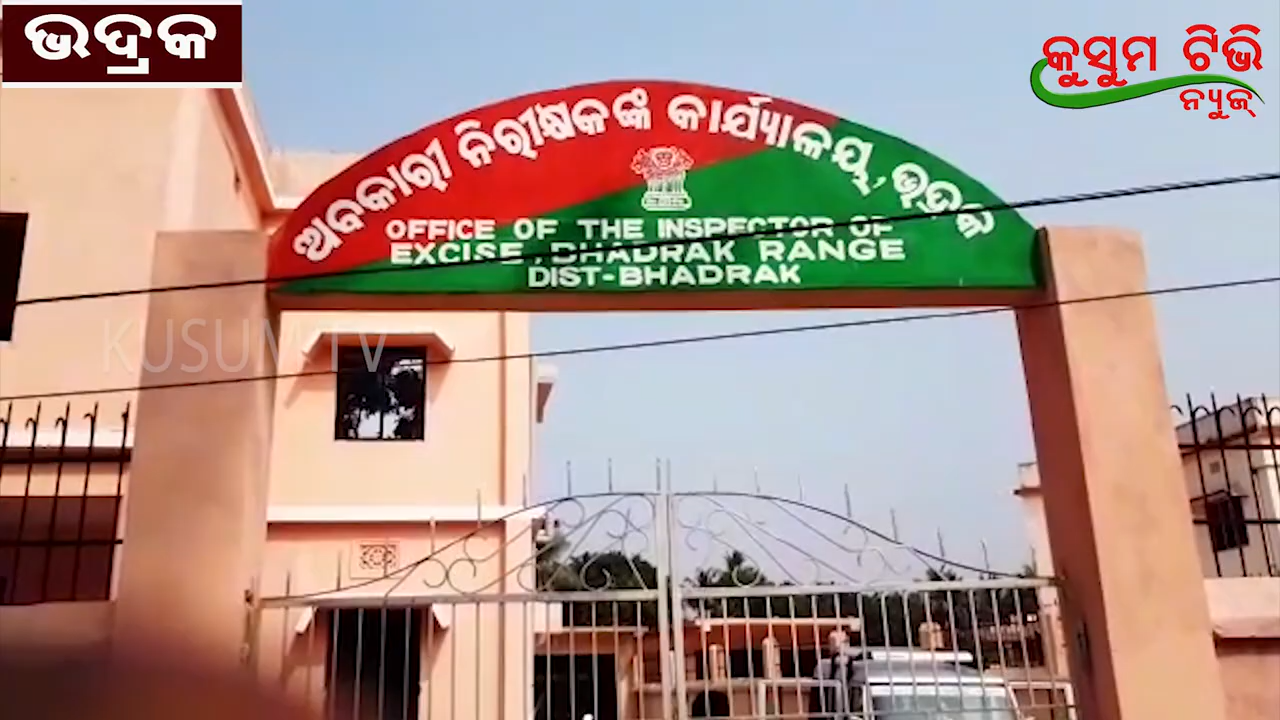 ଭଦ୍ରକ
କୁସୁମ ଟିଭି
ନ୍ୟୁଜ୍
ଅବକାରୀ ନିରୀକ୍ଷକଙ୍କ କାର୍ଯ୍ୟାଳୟ, ଭଦ୍ରକ
OFFICE OF THE INSPECTOR OF
EXCISE, BHADRAK RANGE
DIST-BHADRAK
KUSUM TV